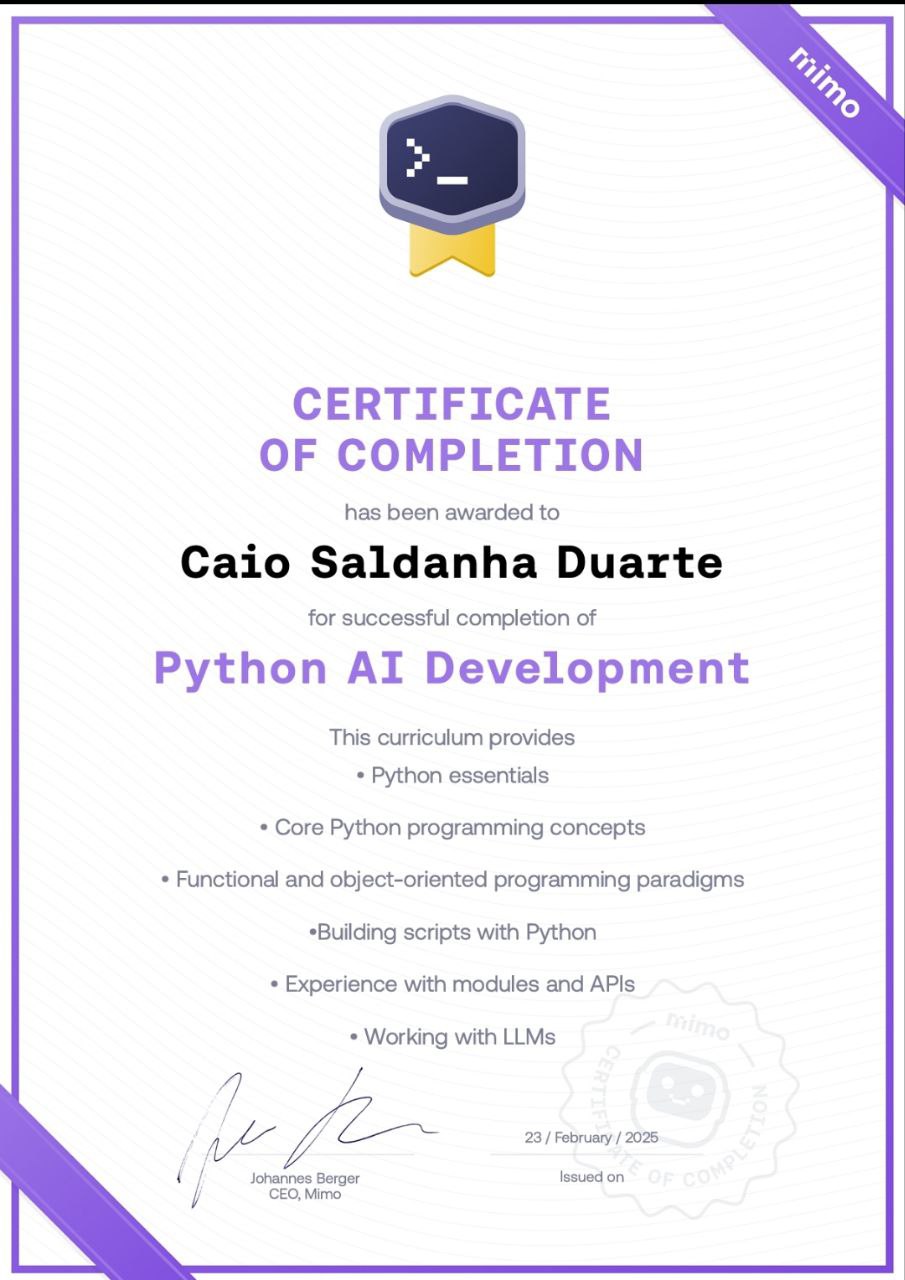 mimo
>_
CERTIFICATE
OF COMPLETION
has been awarded to
Caio Saldanha Duarte
for successful completion of
Python AI Development
This curriculum provides
• Python essentials
• Core Python programming concepts
• Functional and object-oriented programming paradigms
•Building scripts with Python
• Experience with modules and APIs
• Working with LLMs
mimo
CERTIFICATE OF COMPLETION
23 / February / 2025
Johannes Berger
CEO, Mimo
Issued on